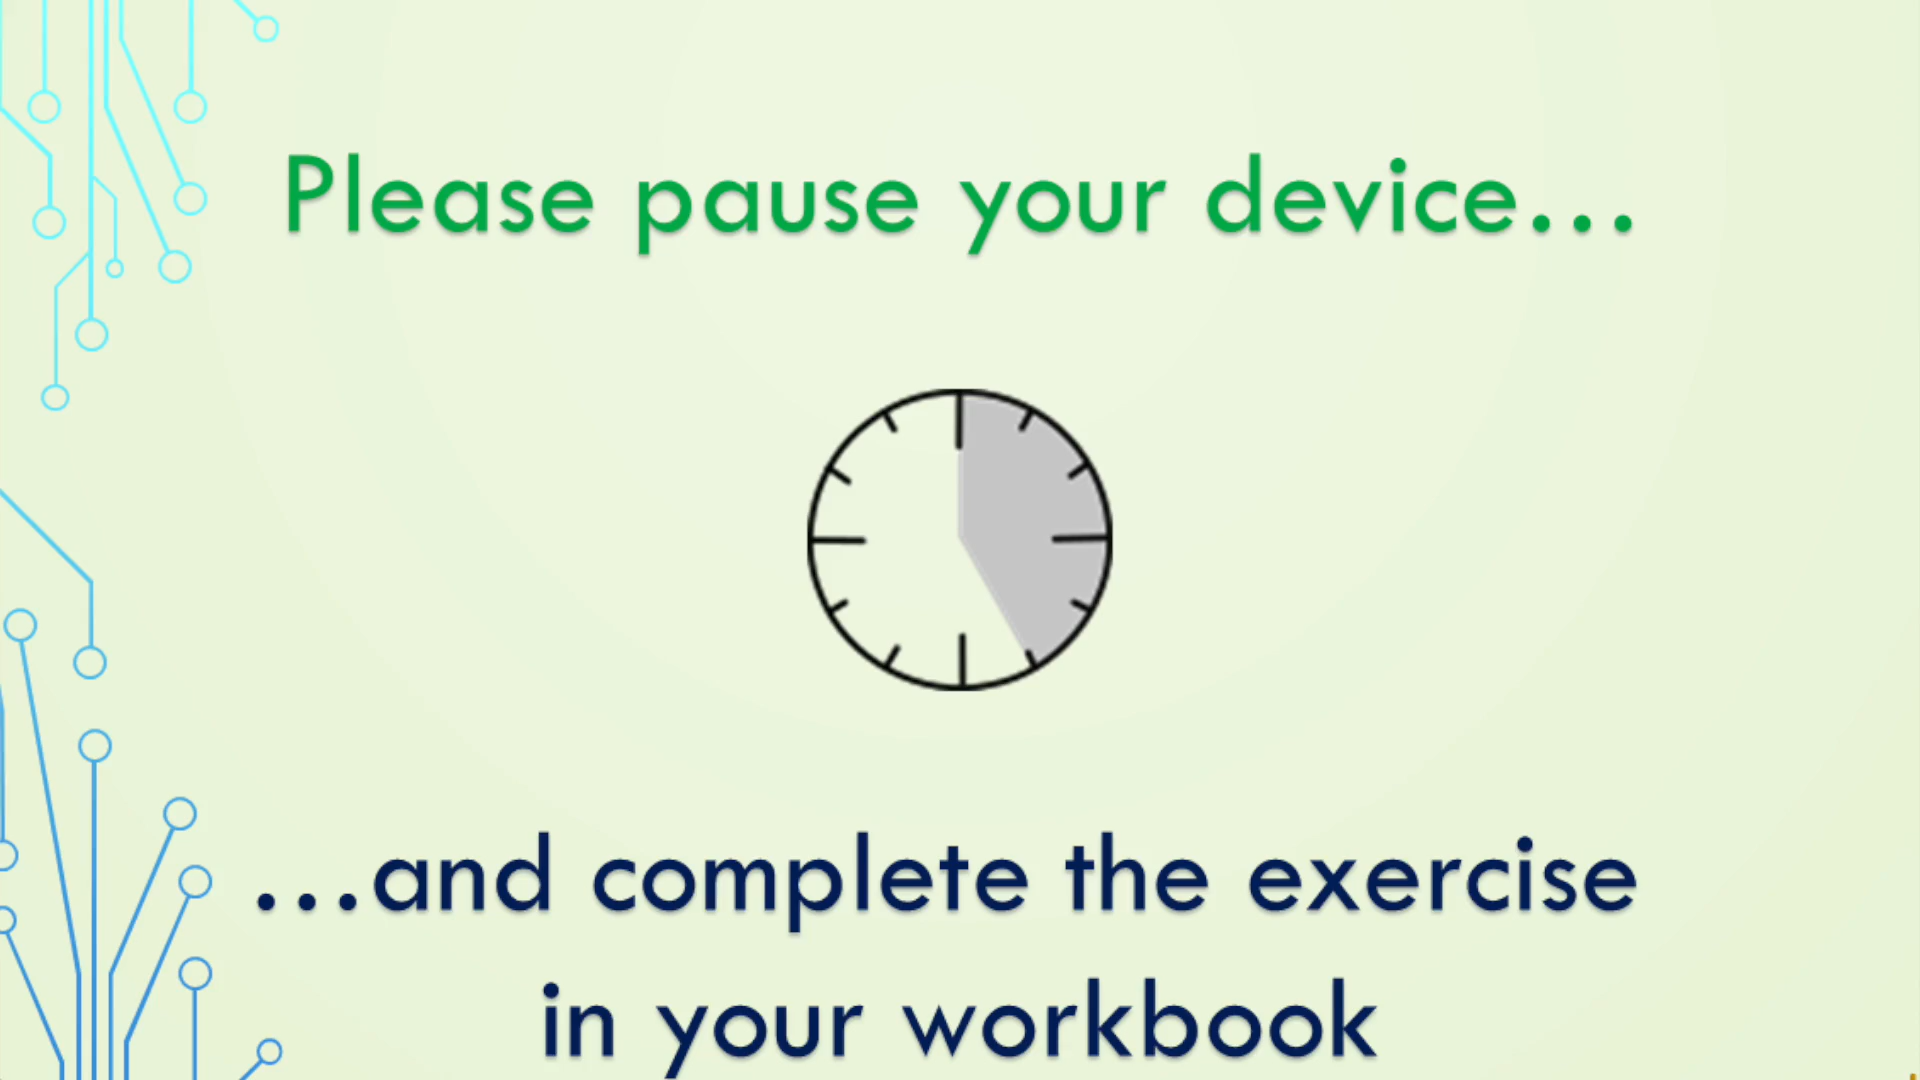 Please pause your device...
...and complete the exercise
in your workbook